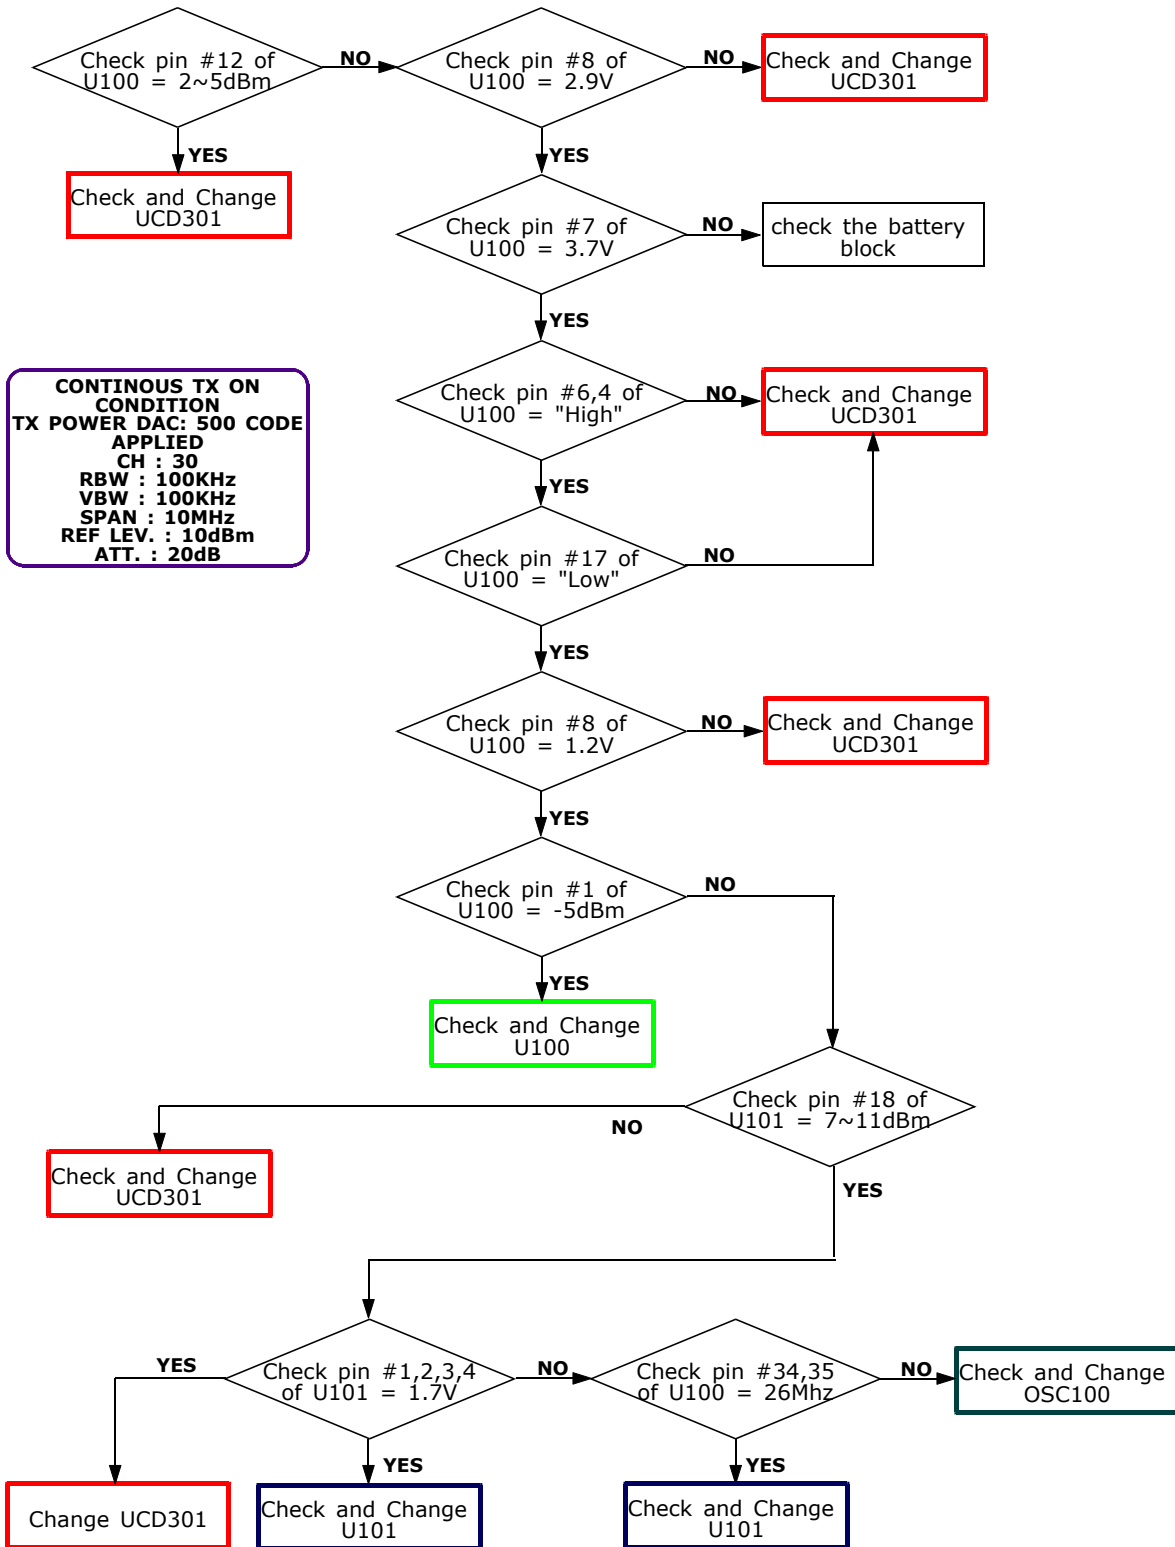 Check pin #12 of
U100 = 2~5dBm
NO
Check pin #8 of
U100 = 2.9V
NO
Check and Change
UCD301
YES
YES
Check and Change
UCD301
Check pin #7 of
U100 = 3.7V
NO
check the battery
block
YES
CONTINOUS TX ON
CONDITION
TX POWER DAC: 500 CODE
APPLIED
CH : 30
RBW : 100KHz
VBW : 100KHz
SPAN : 10MHz
REF LEV. : 10dBm
ATT. : 20dB
Check pin #6,4 of
U100 = "High"
NO
Check and Change
UCD301
YES
Check pin #17 of
U100 = "Low"
NO
YES
Check pin #8 of
U100 = 1.2V
NO
Check and Change
UCD301
YES
Check pin #1 of
U100 = -5dBm
NO
YES
Check and Change
U100
Check pin #18 of
U101 = 7~11dBm
NO
Check and Change
UCD301
YES
YES
Check pin #1,2,3,4
of U101 = 1.7V
NO
Check pin #34,35
of U100 = 26Mhz
NO
Check and Change
OSC100
YES
YES
Change UCD301
Check and Change
U101
Check and Change
U101